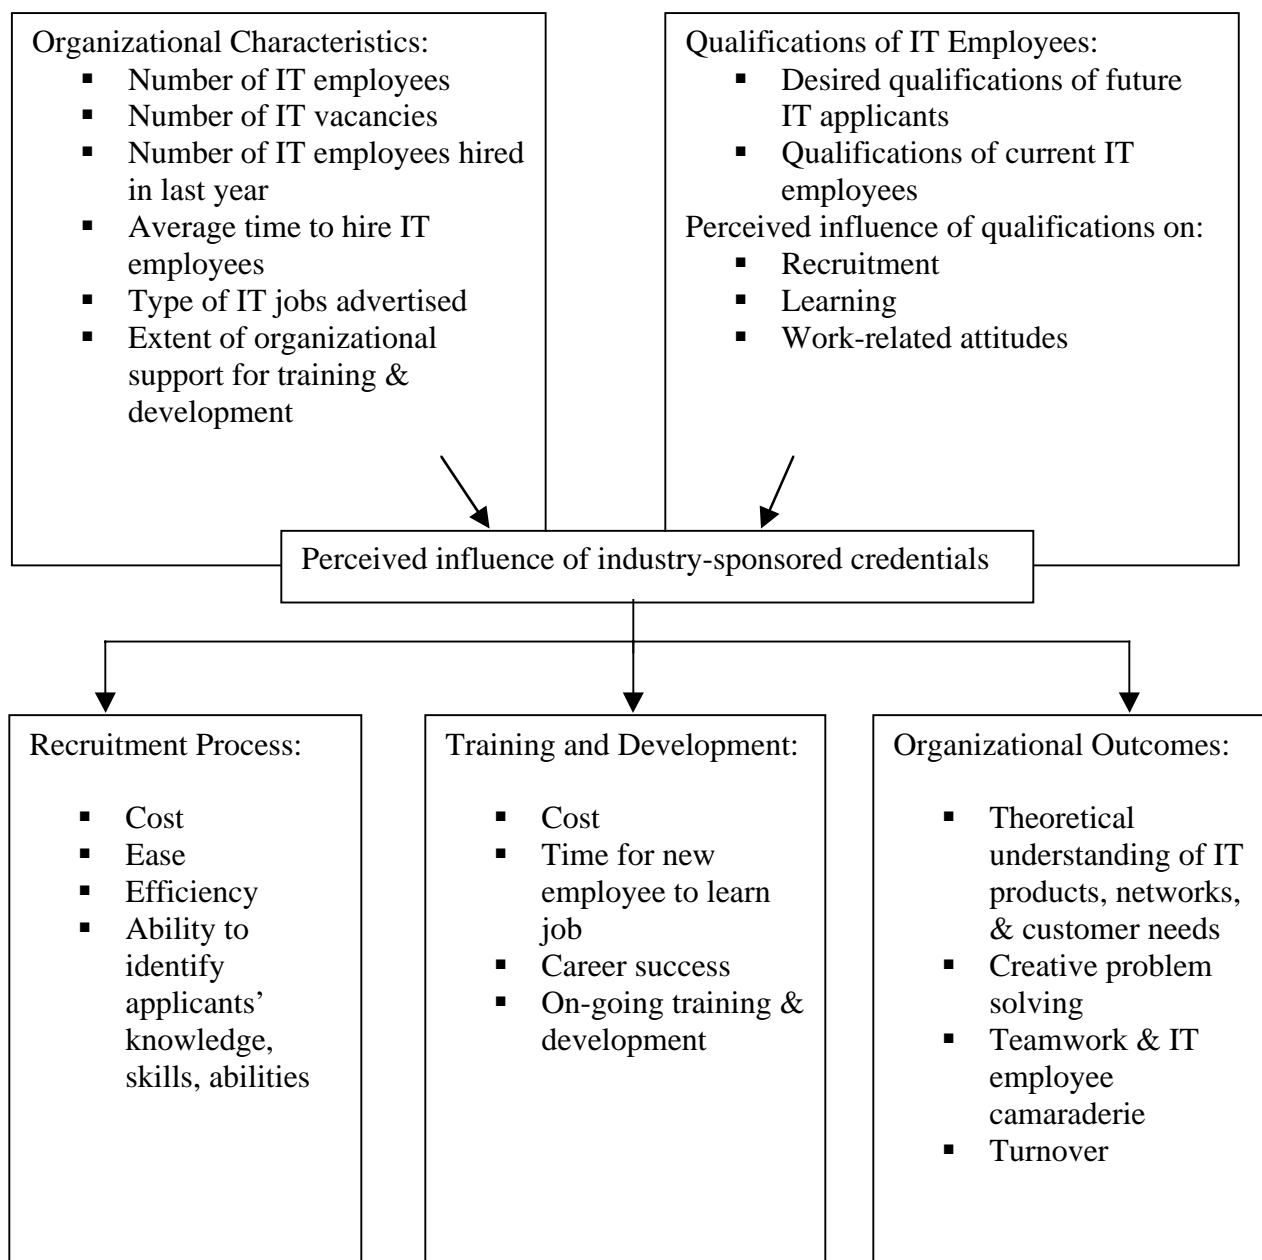 Organizational Characteristics:
▪ Number of IT employees
▪ Number of IT vacancies
▪ Number of IT employees hired
in last year
▪ Average time to hire IT
employees
▪ Type of IT jobs advertised
▪ Extent of organizational
support for training &
development
Qualifications of IT Employees:
▪ Desired qualifications of future
IT applicants
▪ Qualifications of current IT
employees
Perceived influence of qualifications on:
▪ Recruitment
▪ Learning
▪ Work-related attitudes
Perceived influence of industry-sponsored credentials
Recruitment Process:
▪ Cost
▪ Ease
▪ Efficiency
▪ Ability to
identify
applicants’
knowledge,
skills, abilities
Training and Development:
▪ Cost
▪ Time for new
employee to learn
job
▪ Career success
▪ On-going training &
development
Organizational Outcomes:
▪ Theoretical
understanding of IT
products, networks,
& customer needs
▪ Creative problem
solving
▪ Teamwork & IT
employee
camaraderie
▪ Turnover